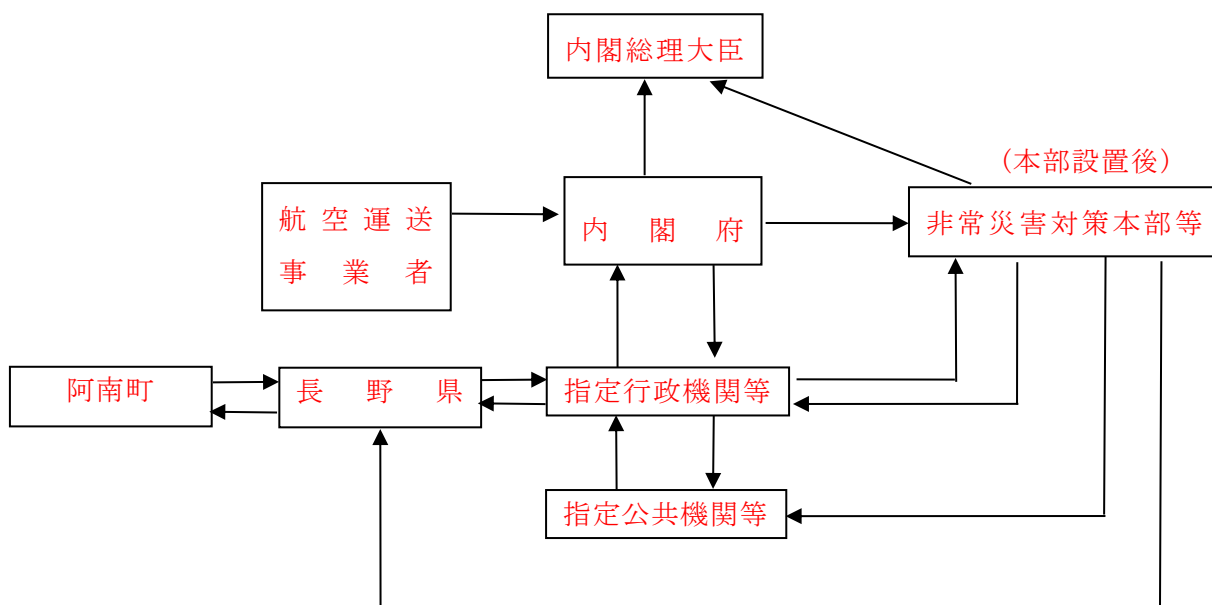 内閣総理大臣
(本部設置後)
航空運送
事業者
内閣府
非常災害対策本部等
阿南町
長野県
指定行政機関等
指定公共機関等